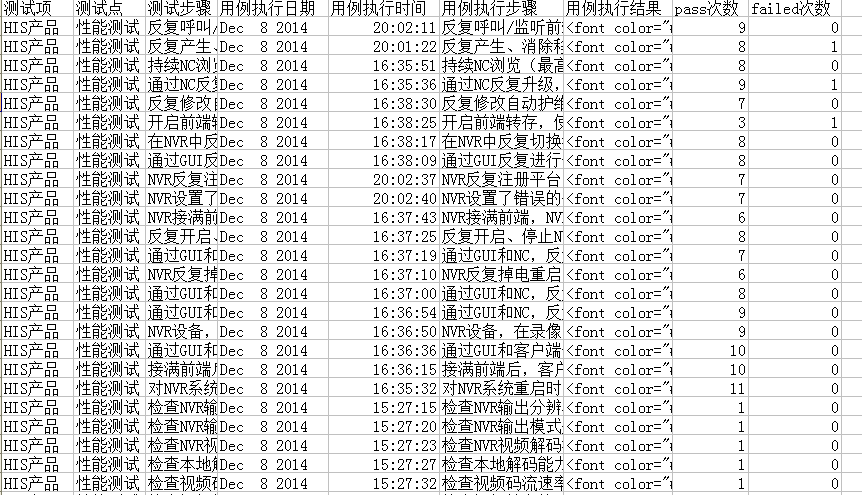 测试项 测试点 测试步骤 用例执行日期 用例执行时间 用例执行步骤 用例执行结果 pass次数 failed次数
HIS产品 性能测试 反复呼叫/ Dec 8 2014 20:02:11 反复呼叫/监听前 <font color=" 9 0
HIS产品 性能测试 反复产生、 Dec 8 2014 20:01:22 反复产生、消除 <font color=" 8 1
HIS产品 性能测试 持续NC浏 Dec 8 2014 16:35:51 持续NC浏览（最高 <font color=" 8 0
HIS产品 性能测试 通过NC反复 Dec 8 2014 16:35:36 通过NC反复升级， <font color=" 9 1
HIS产品 性能测试 反复修改 Dec 8 2014 16:38:30 反复修改自动护维 <font color=" 7 0
HIS产品 性能测试 开启前端转 Dec 8 2014 16:38:25 开启前端转存，使 <font color=" 3 1
HIS产品 性能测试 在NVR中反 Dec 8 2014 16:38:17 在NVR中反复切换 <font color=" 8 0
HIS产品 性能测试 通过GUI反 Dec 8 2014 16:38:09 通过GUI反复进行 <font color=" 8 0
HIS产品 性能测试 NVR反复注 Dec 8 2014 20:02:37 NVR反复注册平台 <font color=" 7 0
HIS产品 性能测试 NVR设置了 Dec 8 2014 20:02:40 NVR设置了错误的 <font color=" 7 0
HIS产品 性能测试 NVR接满前 Dec 8 2014 16:37:43 NVR接满前端，NV <font color=" 6 0
HIS产品 性能测试 反复开启、 Dec 8 2014 16:37:25 反复开启、停止N <font color=" 8 0
HIS产品 性能测试 通过GUI和 Dec 8 2014 16:37:19 通过GUI和NC，反 <font color=" 7 0
HIS产品 性能测试 NVR反复掉 Dec 8 2014 16:37:10 NVR反复掉电重启 <font color=" 6 0
HIS产品 性能测试 通过GUI和 Dec 8 2014 16:37:00 通过GUI和NC，反 <font color=" 8 0
HIS产品 性能测试 通过GUI和 Dec 8 2014 16:36:54 通过GUI和NC，反 <font color=" 9 0
HIS产品 性能测试 NVR设备， Dec 8 2014 16:36:50 NVR设备，在录像 <font color=" 9 0
HIS产品 性能测试 通过GUI和 Dec 8 2014 16:36:36 通过GUI和客户端 <font color=" 10 0
HIS产品 性能测试 接满前端 Dec 8 2014 16:36:15 接满前端后，客户 <font color=" 10 0
HIS产品 性能测试 对NVR系统 Dec 8 2014 16:35:32 对NVR系统重启时 <font color=" 11 0
HIS产品 性能测试 检查NVR输 Dec 8 2014 15:27:15 检查NVR输出分辨 <font color=" 1 0
HIS产品 性能测试 检查NVR输 Dec 8 2014 15:27:20 检查NVR输出模式 <font color=" 1 0
HIS产品 性能测试 检查NVR视 Dec 8 2014 15:27:23 检查NVR视频解码 <font color=" 1 0
HIS产品 性能测试 检查本地解 Dec 8 2014 15:27:27 检查本地解码能力 <font color=" 1 0
HIS产品 性能测试 检查视频码 Dec 8 2014 15:27:32 检查视频码流速率 <font color=" 1 0